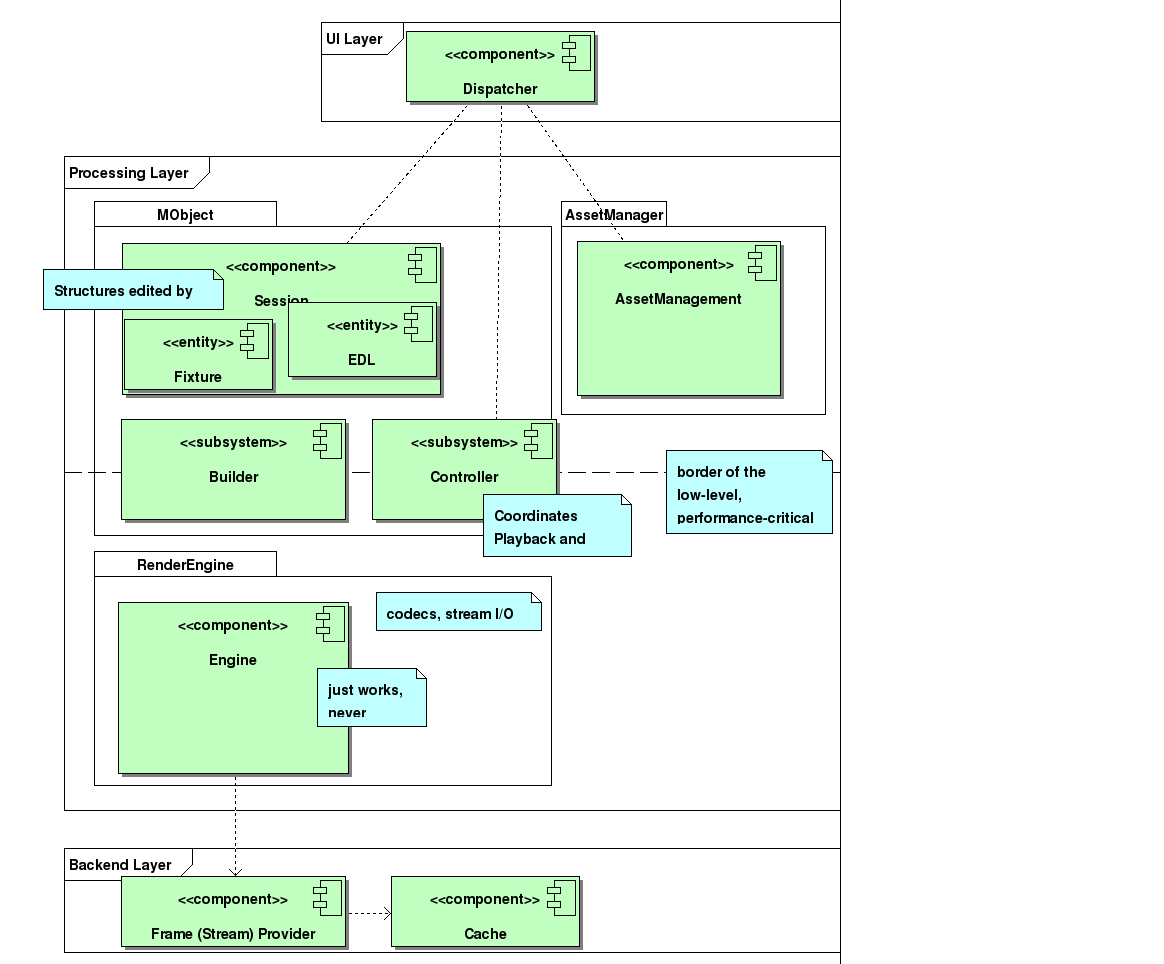 UI Layer
<<component>>
Dispatcher
Processing Layer
MObject
AssetManager
<<component>>
Session
Structures edited by
<<entity>>
EDL
<<entity>>
Fixture
<<component>>
AssetManagement
<<subsystem>>
Builder
<<subsystem>>
Controller
Coordinates
Playback and
border of the
low-level,
performance-critical
RenderEngine
<<component>>
Engine
codecs, stream I/O
just works,
never
Backend Layer
<<component>>
Frame (Stream) Provider
<<component>>
Cache